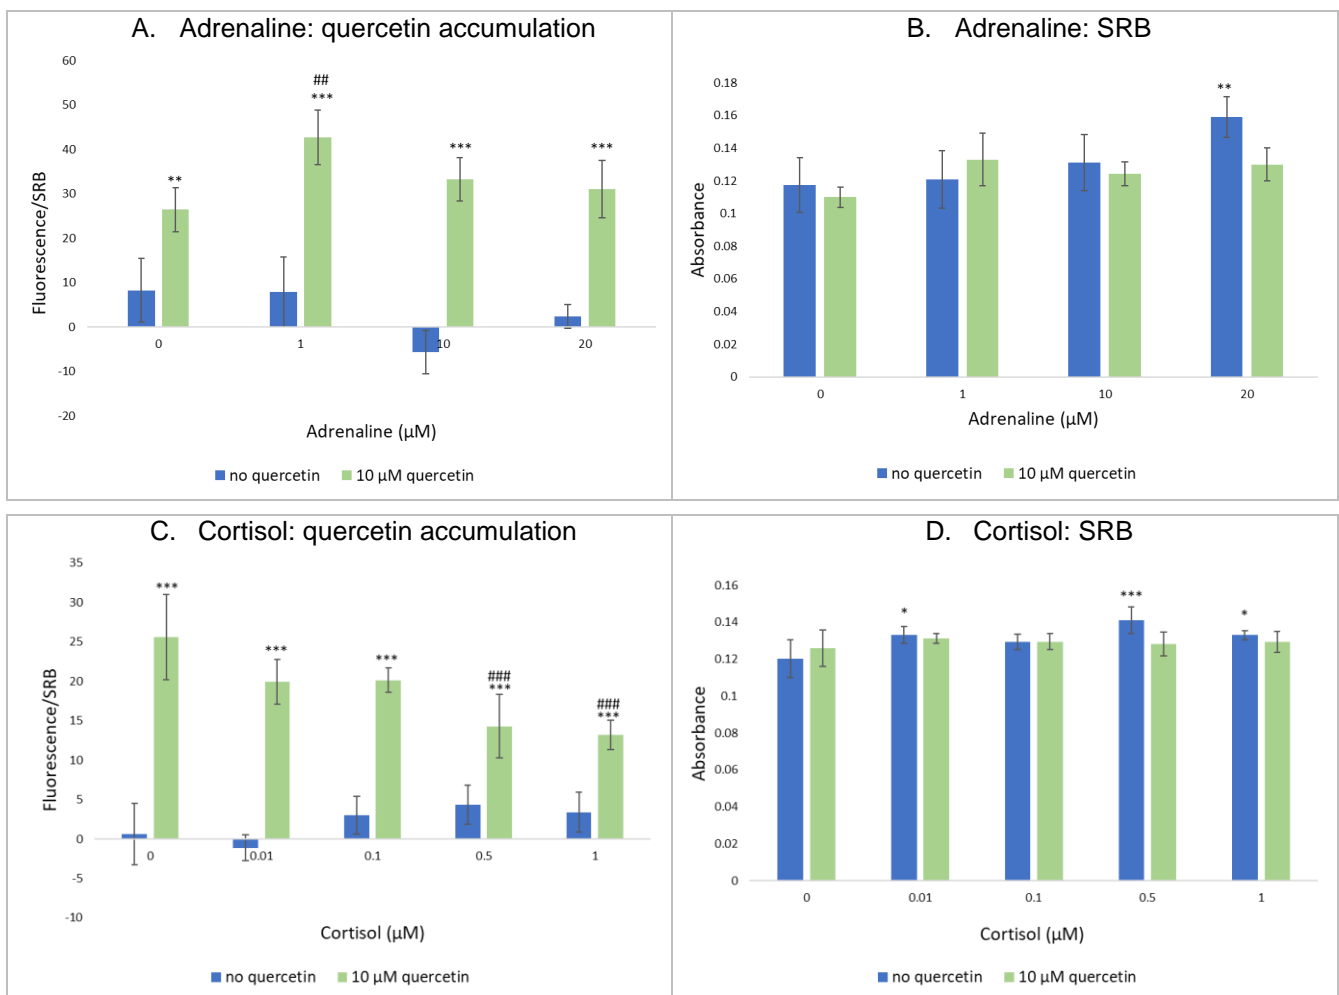 A. Adrenaline: quercetin accumulation
60
50
40
30
20
10
0
-10
-20
Fluorescence/SRB
**
##
***
***
***
0 1 10 20
Adrenaline (µM)
no quercetin 10 µM quercetin
B. Adrenaline: SRB
0.18
0.16
0.14
0.12
0.1
0.08
0.06
0.04
0.02
0
Absorbance
**
0 1 10 20
Adrenaline (µM)
no quercetin 10 µM quercetin
C. Cortisol: quercetin accumulation
35
30
25
20
15
10
5
0
-5
-10
Fluorescence/SRB
***
***
***
###
***
###
***
0 0.01 0.1 0.5 1
Cortisol (µM)
no quercetin 10 µM quercetin
D. Cortisol: SRB
0.16
0.14
0.12
0.1
0.08
0.06
0.04
0.02
0
Absorbance
*
***
*
0 0.01 0.1 0.5 1
Cortisol (µM)
no quercetin 10 µM quercetin